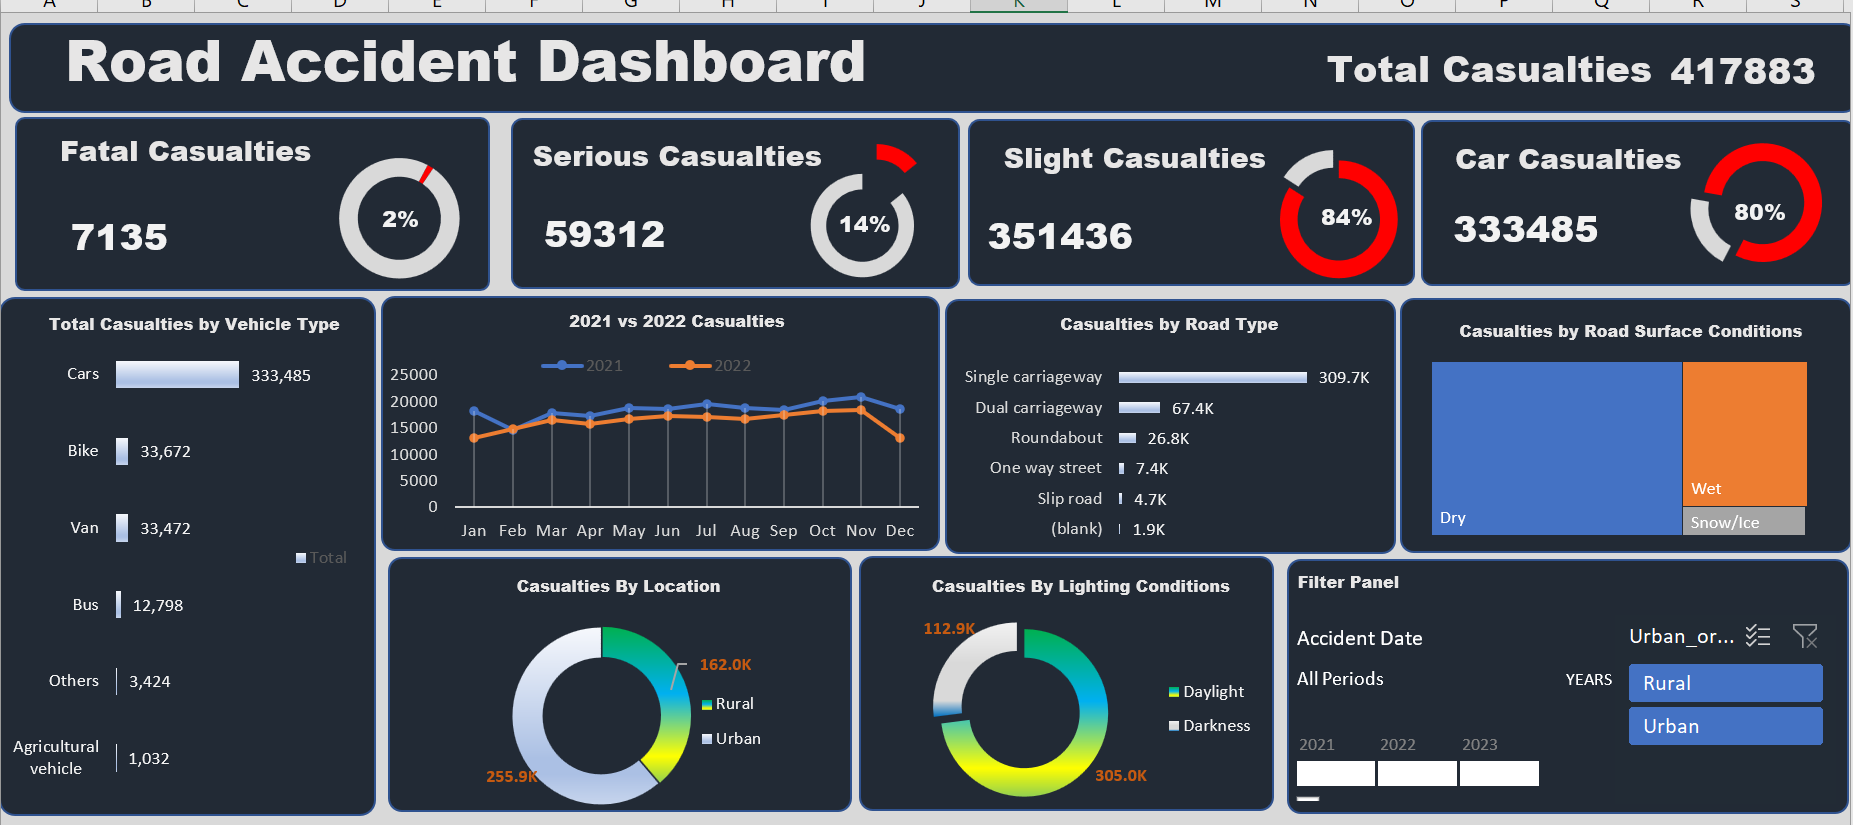 A B C D E F G H I J K L M N O P Q R S
Road Accident Dashboard
Total Casualties 417883
Fatal Casualties
7135
2%
Serious Casualties
59312
14%
Slight Casualties
351436
84%
Car Casualties
333485
80%
Total Casualties by Vehicle Type
Cars 333,485
Bike 33,672
Van 33,472
Total
Bus 12,798
Others 3,424
Agricultural
vehicle 1,032
2021 vs 2022 Casualties
2021 2022
25000
20000
15000
10000
5000
0
Jan Feb Mar Apr May Jun Jul Aug Sep Oct Nov Dec
Casualties by Road Type
Single carriageway 309.7K
Dual carriageway 67.4K
Roundabout 26.8K
One way street 7.4K
Slip road 4.7K
(blank) 1.9K
Casualties by Road Surface Conditions
Dry
Wet
Snow/Ice
Casualties By Location
162.0K
Rural
Urban
255.9K
Casualties By Lighting Conditions
112.9K
Daylight
Darkness
305.0K
Filter Panel
Accident Date
All Periods YEARS
2021 2022 2023
Urban_or...
Rural
Urban